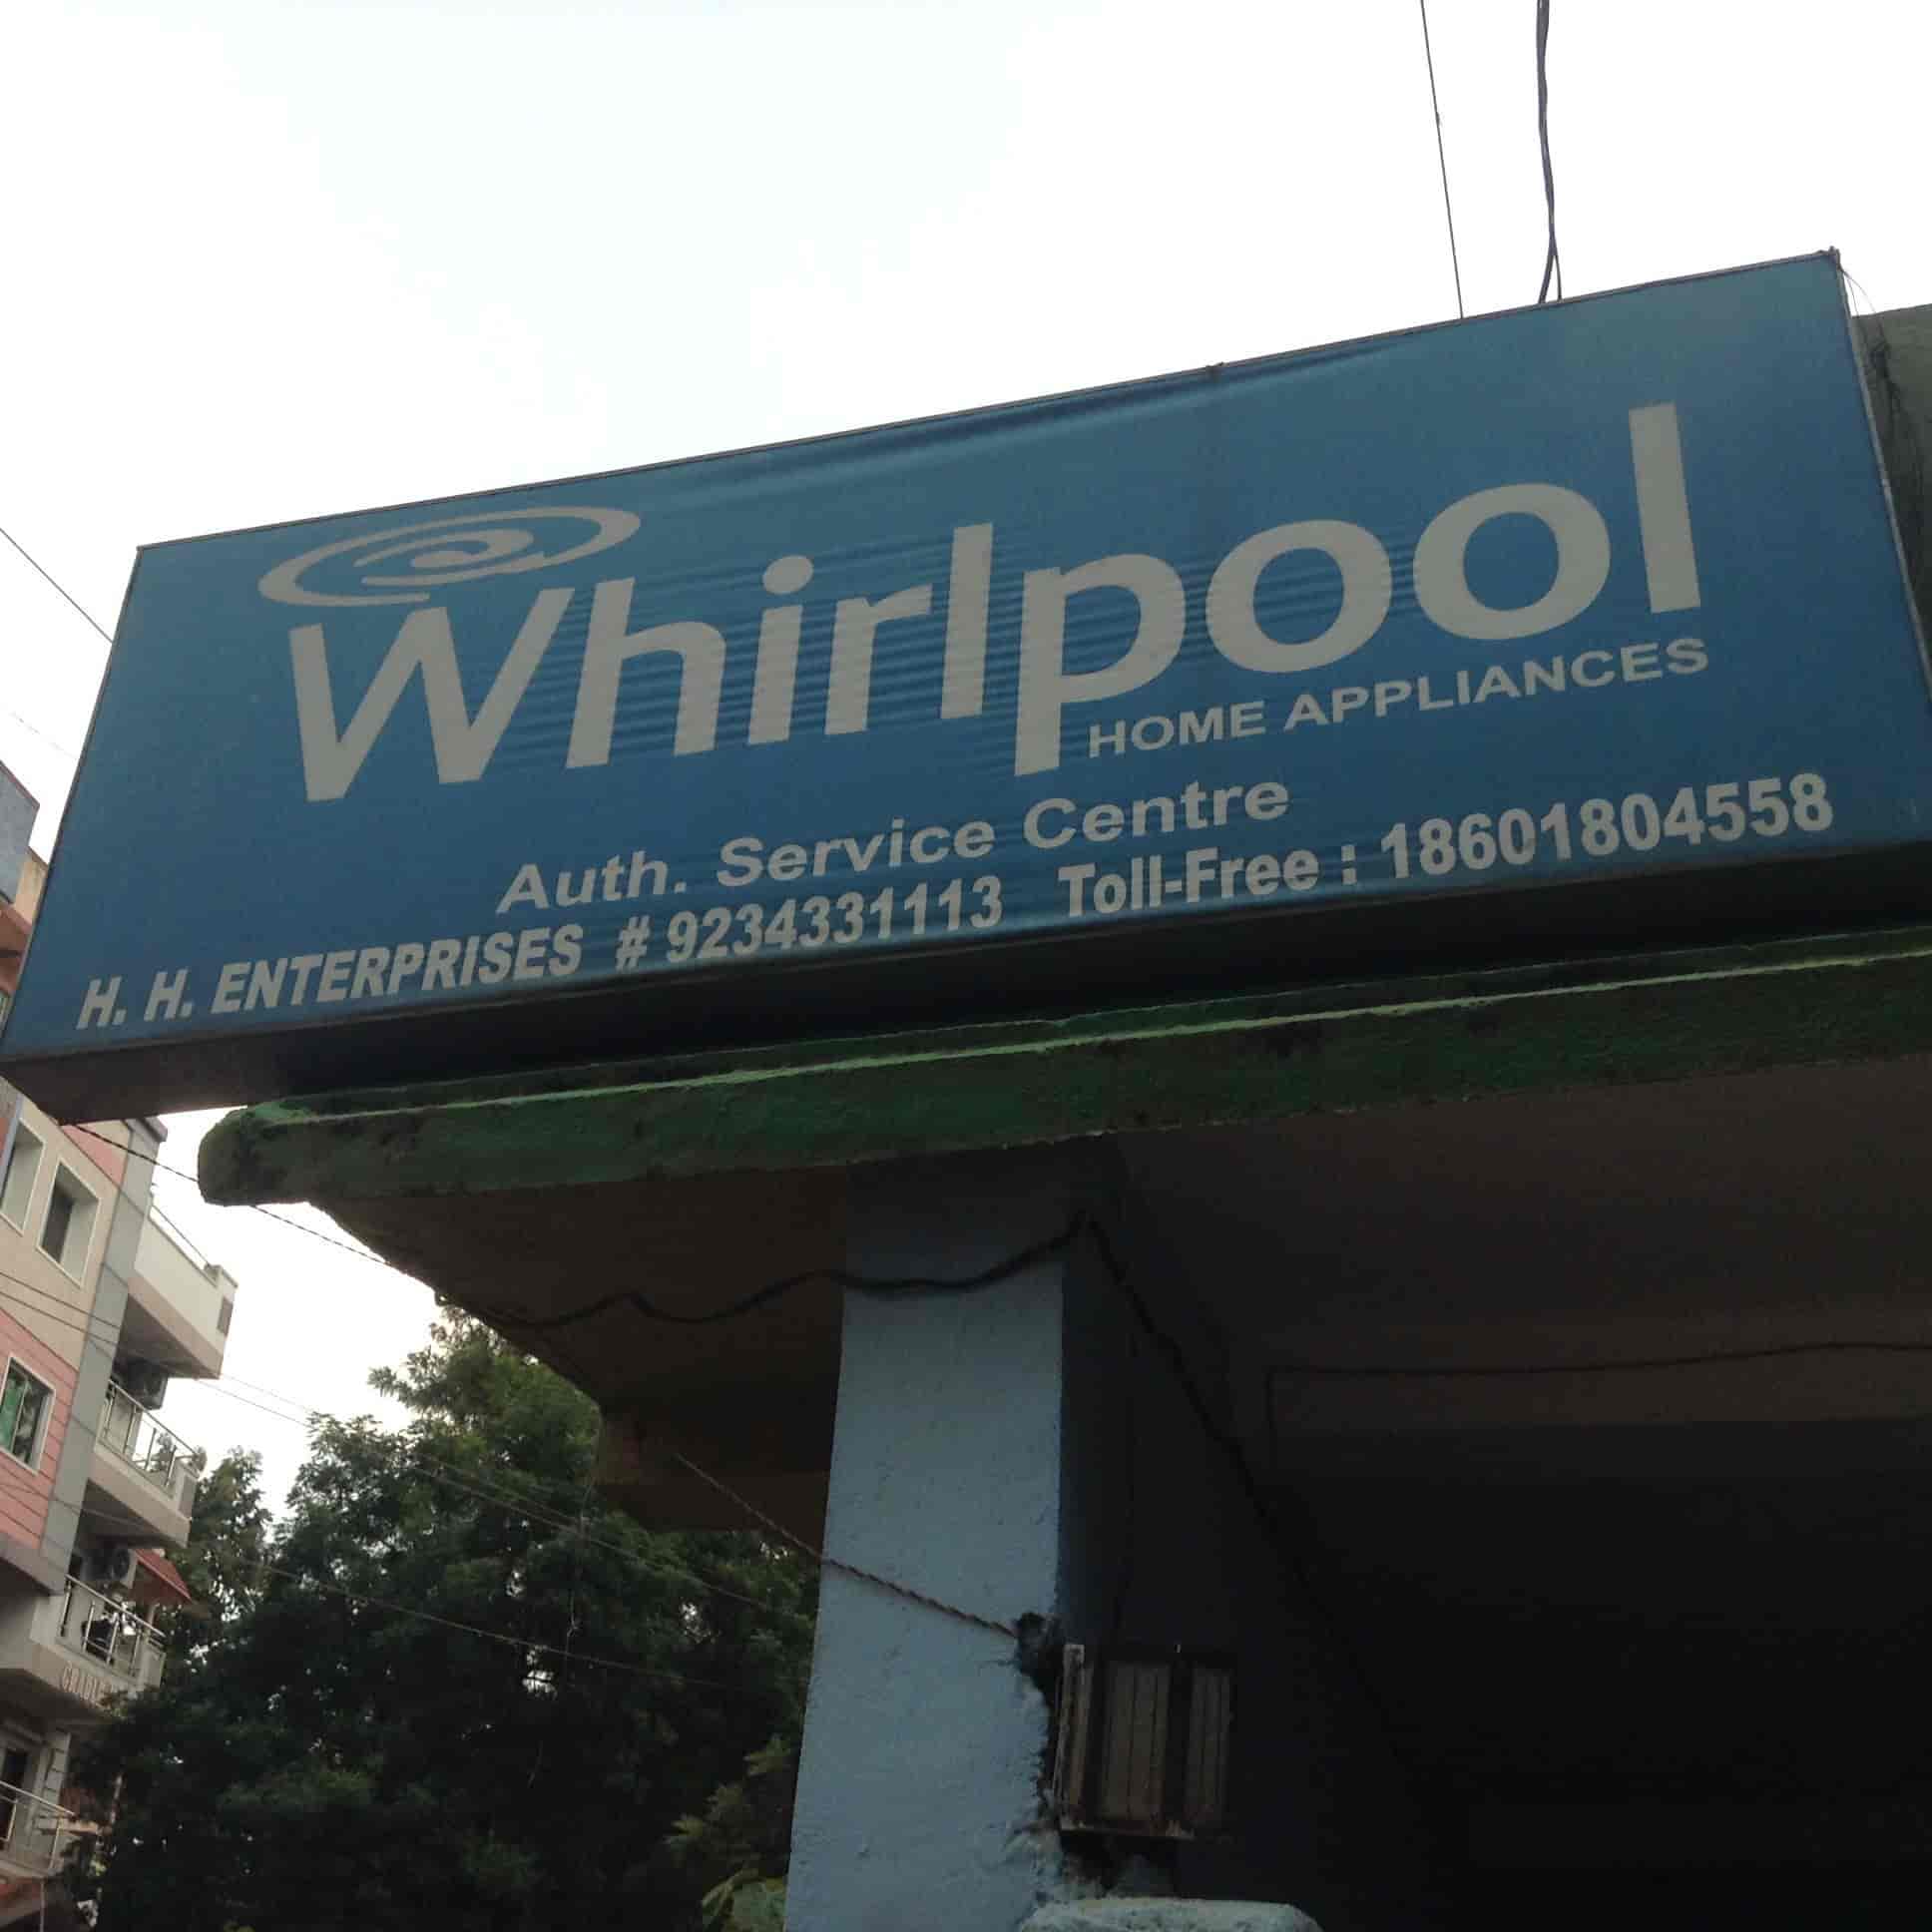 Whirlpool
HOME APPLIANCES
Auth. Service Centre
H. H. ENTERPRISES # 9234331113 Toll-Free : 18601804558